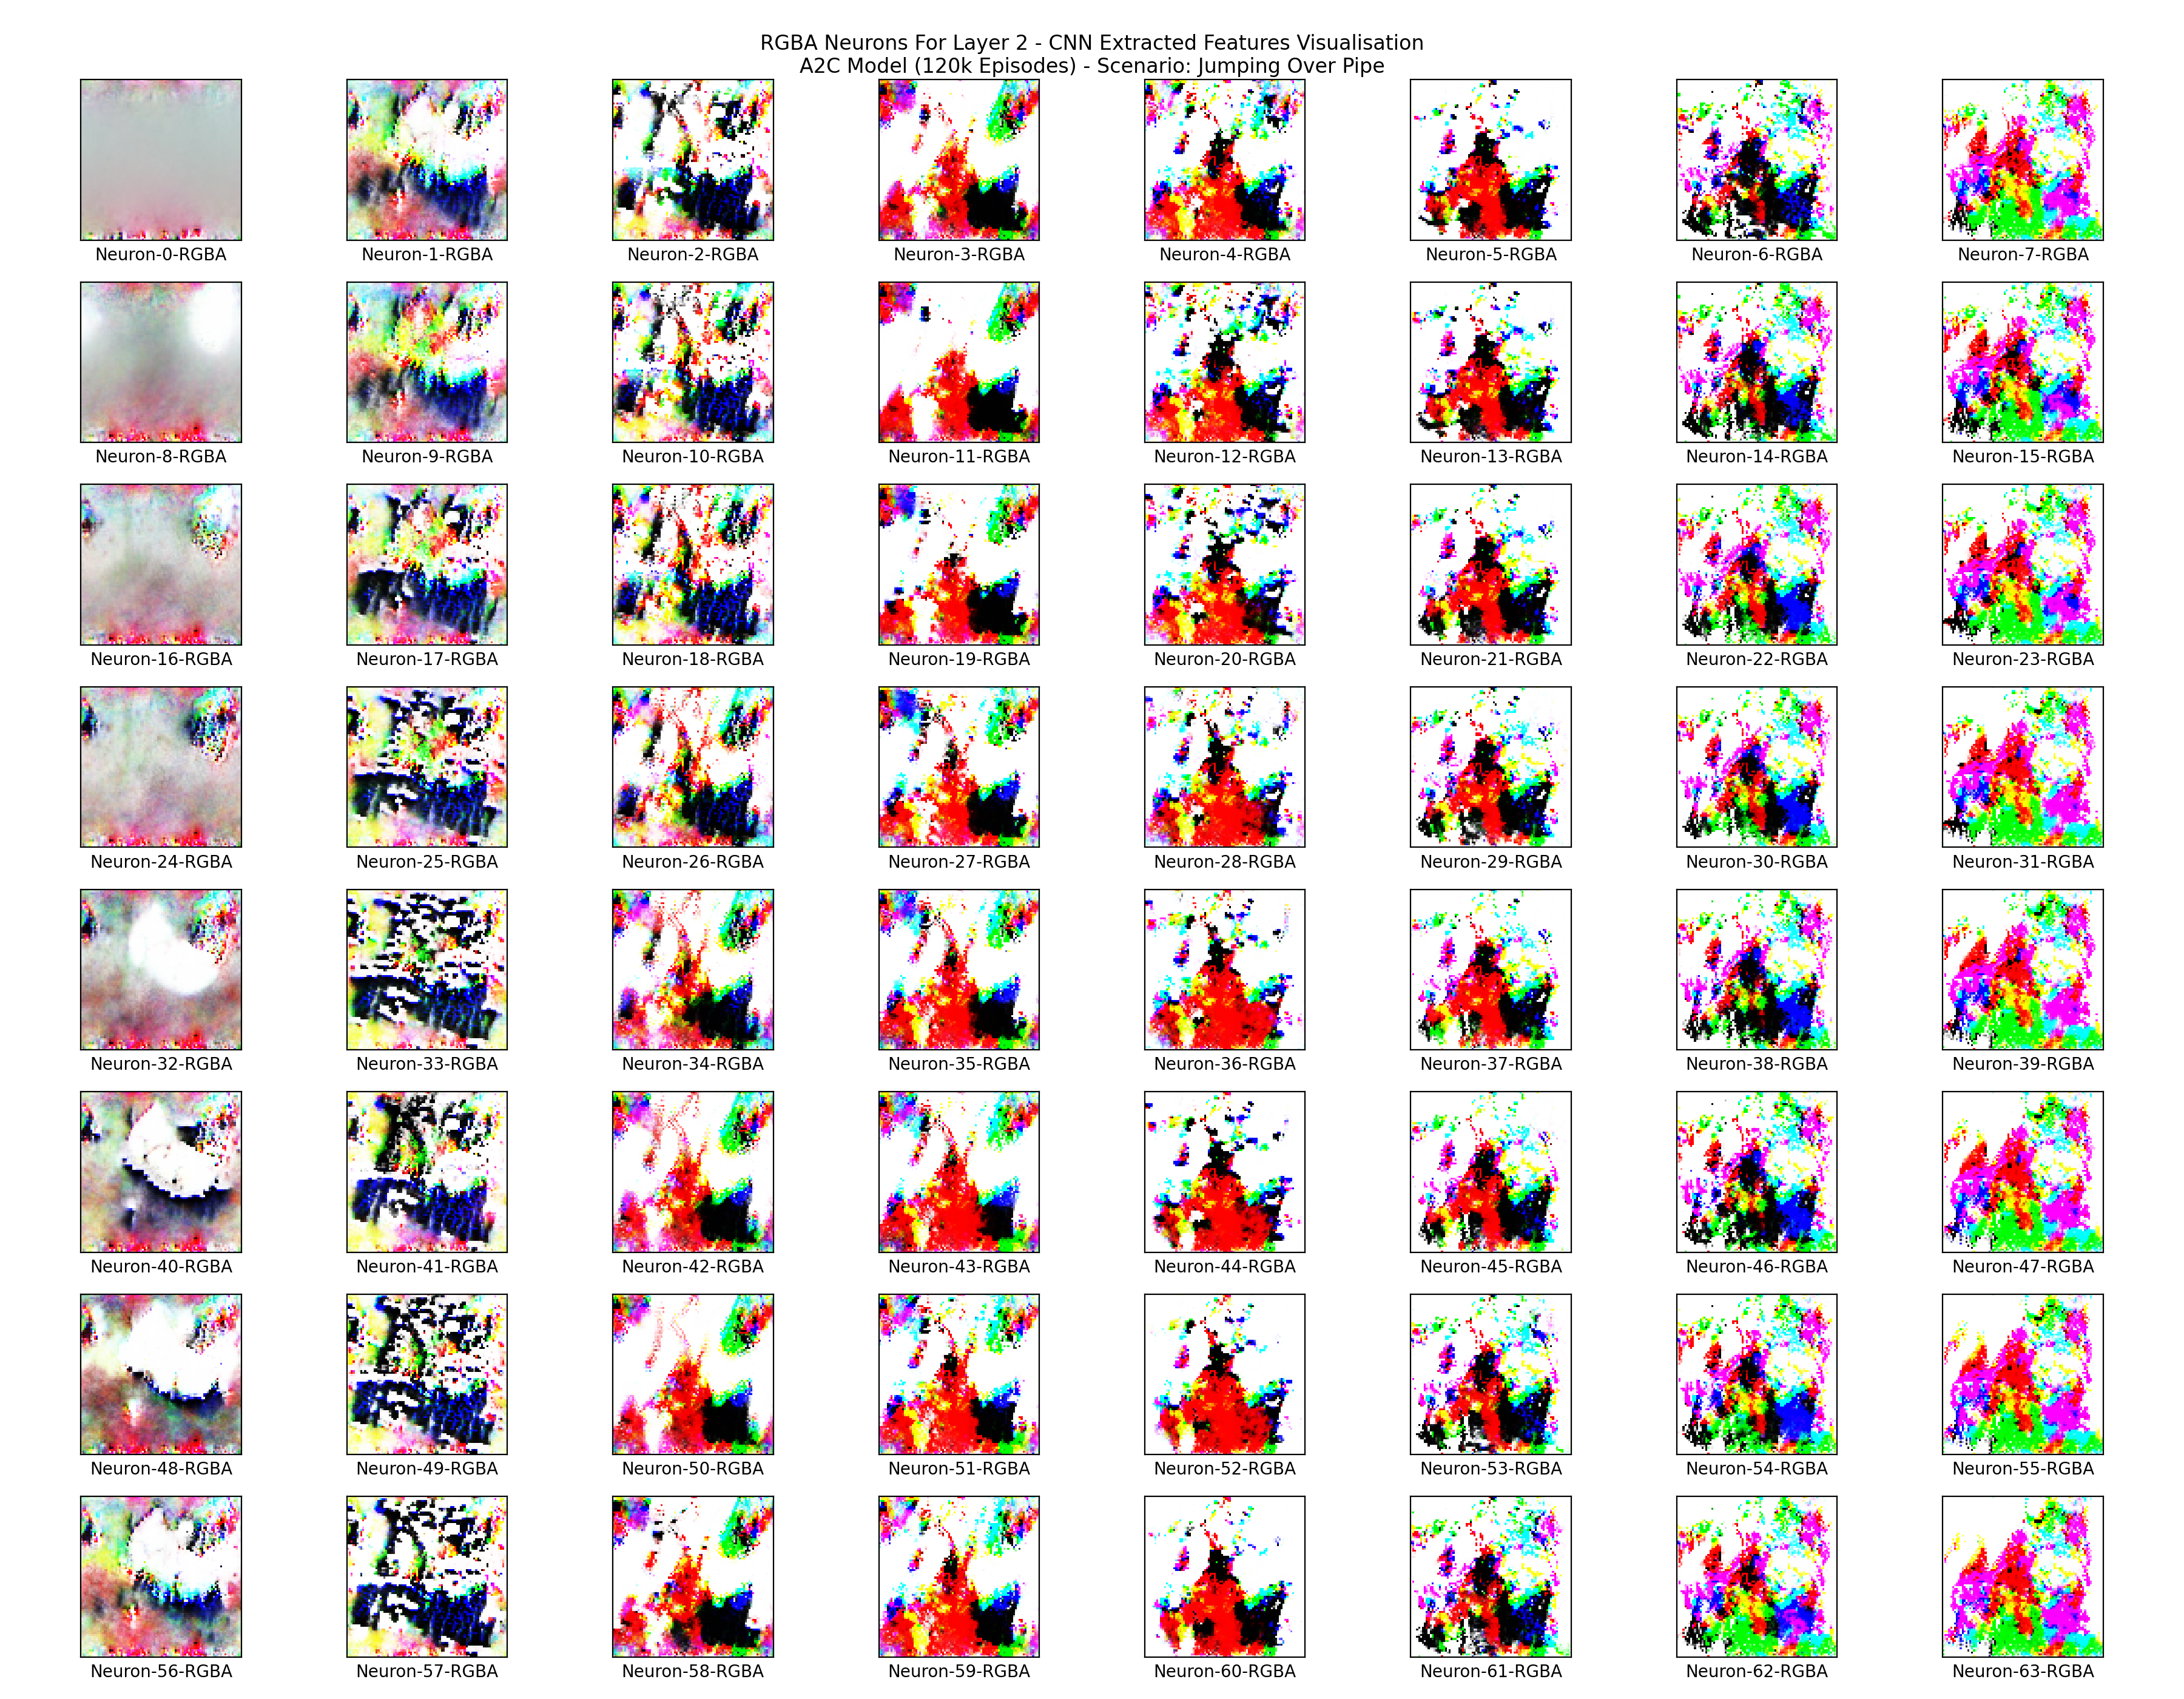 RGBA Neurons For Layer 2 - CNN Extracted Features Visualisation
A2C Model (120k Episodes) - Scenario: Jumping Over Pipe
Neuron-0-RGBA Neuron-1-RGBA Neuron-2-RGBA Neuron-3-RGBA Neuron-4-RGBA Neuron-5-RGBA Neuron-6-RGBA Neuron-7-RGBA
Neuron-8-RGBA Neuron-9-RGBA Neuron-10-RGBA Neuron-11-RGBA Neuron-12-RGBA Neuron-13-RGBA Neuron-14-RGBA Neuron-15-RGBA
Neuron-16-RGBA Neuron-17-RGBA Neuron-18-RGBA Neuron-19-RGBA Neuron-20-RGBA Neuron-21-RGBA Neuron-22-RGBA Neuron-23-RGBA
Neuron-24-RGBA Neuron-25-RGBA Neuron-26-RGBA Neuron-27-RGBA Neuron-28-RGBA Neuron-29-RGBA Neuron-30-RGBA Neuron-31-RGBA
Neuron-32-RGBA Neuron-33-RGBA Neuron-34-RGBA Neuron-35-RGBA Neuron-36-RGBA Neuron-37-RGBA Neuron-38-RGBA Neuron-39-RGBA
Neuron-40-RGBA Neuron-41-RGBA Neuron-42-RGBA Neuron-43-RGBA Neuron-44-RGBA Neuron-45-RGBA Neuron-46-RGBA Neuron-47-RGBA
Neuron-48-RGBA Neuron-49-RGBA Neuron-50-RGBA Neuron-51-RGBA Neuron-52-RGBA Neuron-53-RGBA Neuron-54-RGBA Neuron-55-RGBA
Neuron-56-RGBA Neuron-57-RGBA Neuron-58-RGBA Neuron-59-RGBA Neuron-60-RGBA Neuron-61-RGBA Neuron-62-RGBA Neuron-63-RGBA